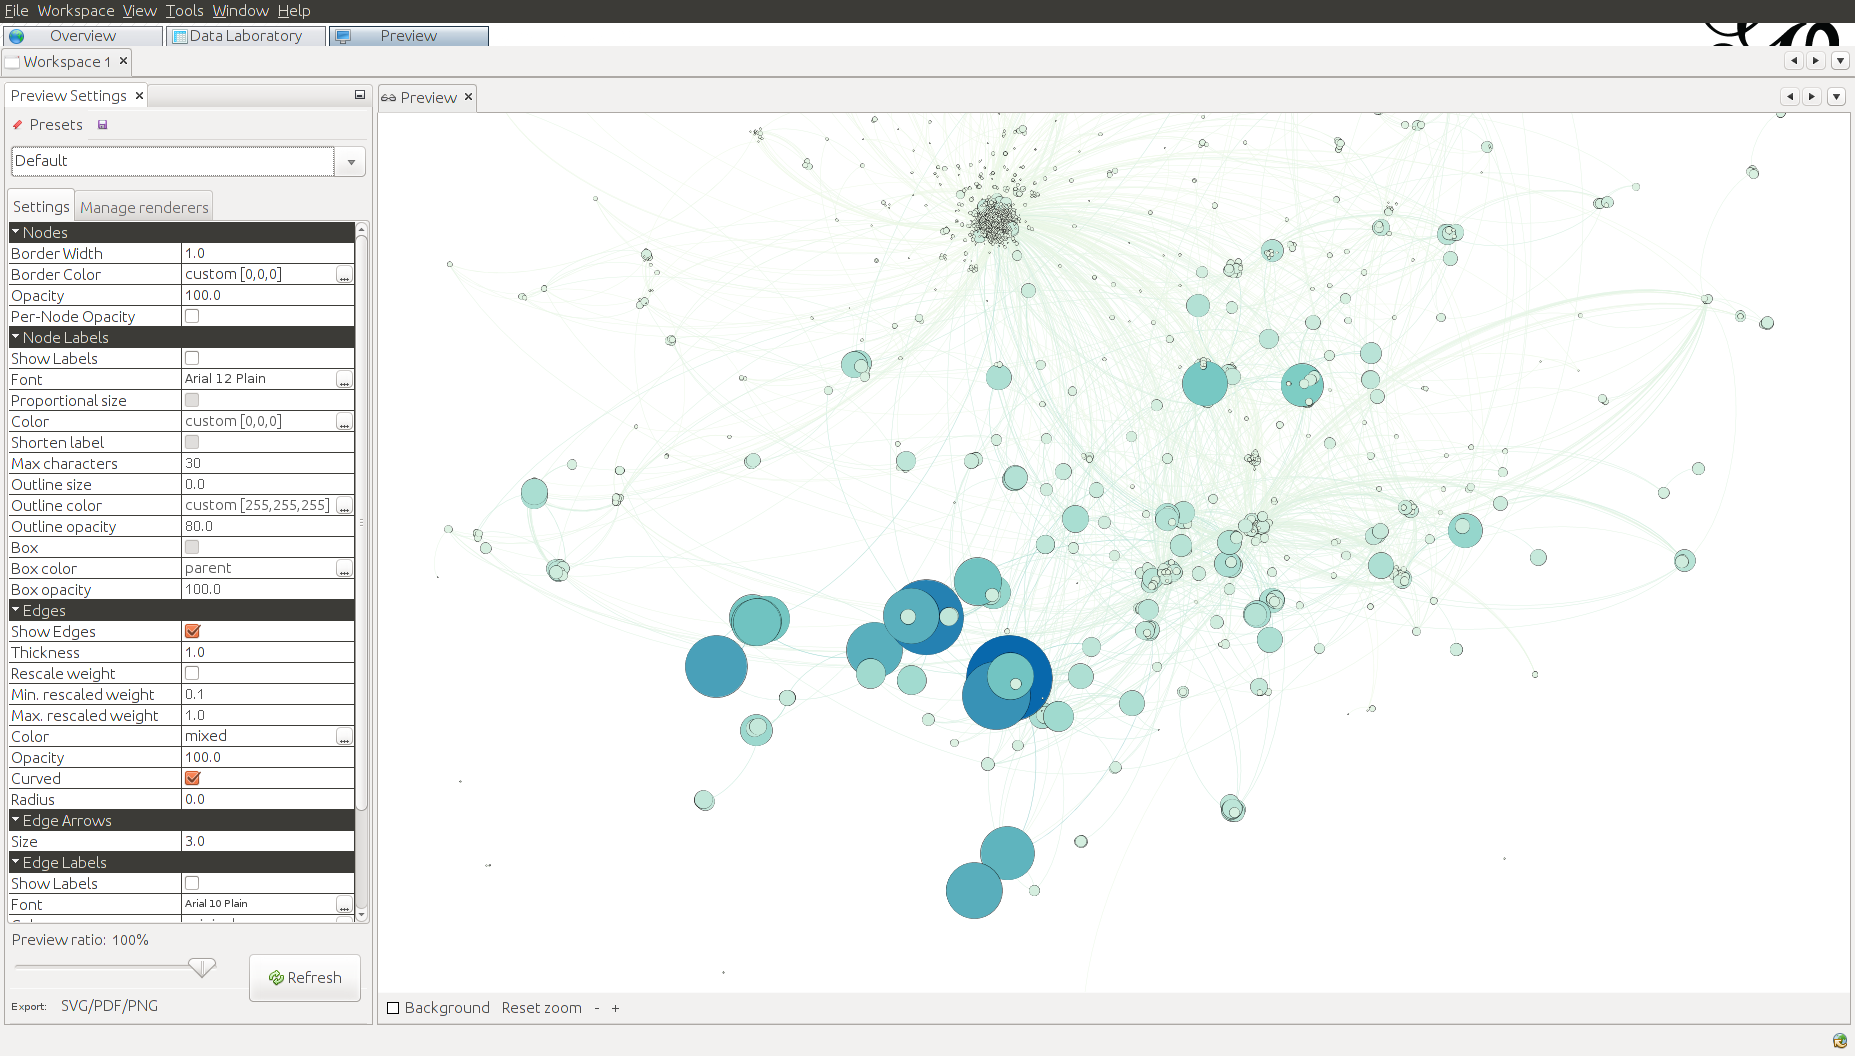 File Workspace View Tools Window Help
Overview Data Laboratory Preview
Workspace 1
Preview Settings
Preview
Presets
Default
Settings Manage renderers
Nodes
Border Width 1.0
Border Color custom [0,0,0] ...
Opacity 100.0
Per-Node Opacity
Node Labels
Show Labels
Font Arial 12 Plain ...
Proportional size
Color custom [0,0,0] ...
Shorten label
Max characters 30
Outline size 0.0
Outline color custom [255,255,255] ...
Outline opacity 80.0
Box
Box color parent ...
Box opacity 100.0
Edges
Show Edges
Thickness 1.0
Rescale weight
Min. rescaled weight 0.1
Max. rescaled weight 1.0
Color mixed ...
Opacity 100.0
Curved
Radius 0.0
Edge Arrows
Size 3.0
Edge Labels
Show Labels
Font Arial 10 Plain ...
Preview ratio: 100%
Refresh
Export: SVG/PDF/PNG
Background Reset zoom - +